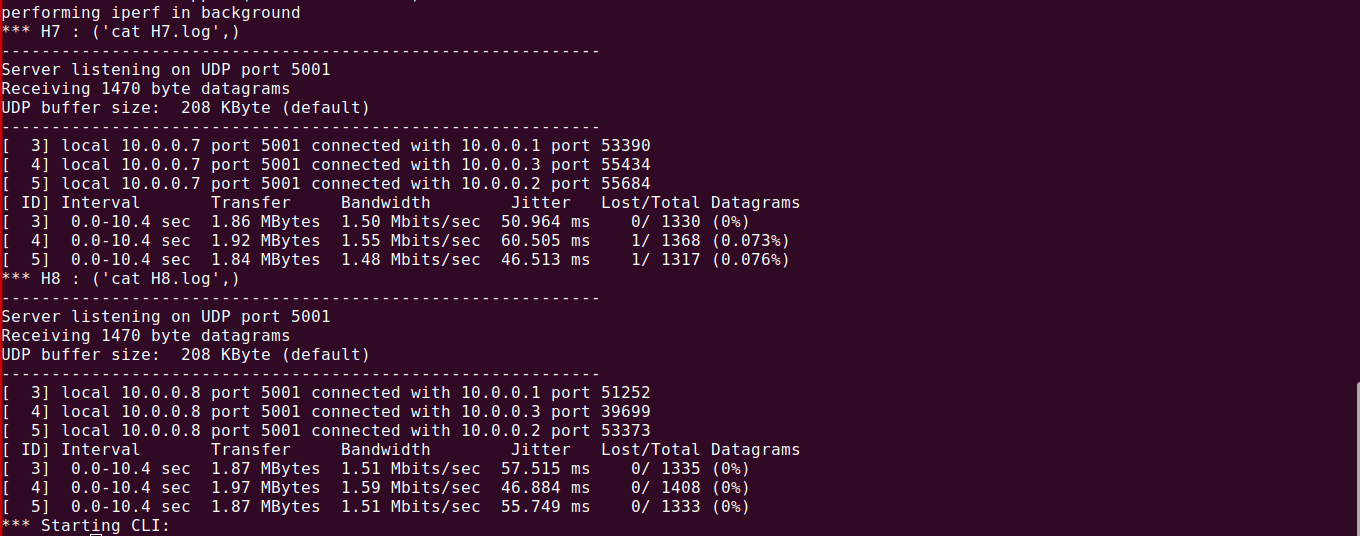 performing iperf in background
*** H7 : ('cat H7.log',)
------------------------------------------------------------
Server listening on UDP port 5001
Receiving 1470 byte datagrams
UDP buffer size:  208 KByte (default)
------------------------------------------------------------
[  3] local 10.0.0.7 port 5001 connected with 10.0.0.1 port 53390
[  4] local 10.0.0.7 port 5001 connected with 10.0.0.3 port 55434
[  5] local 10.0.0.7 port 5001 connected with 10.0.0.2 port 55684
[ ID] Interval       Transfer     Bandwidth        Jitter   Lost/Total Datagrams
[  3]  0.0-10.4 sec  1.86 MBytes  1.50 Mbits/sec  50.964 ms    0/ 1330 (0%)
[  4]  0.0-10.4 sec  1.92 MBytes  1.55 Mbits/sec  60.505 ms    1/ 1368 (0.073%)
[  5]  0.0-10.4 sec  1.84 MBytes  1.48 Mbits/sec  46.513 ms    1/ 1317 (0.076%)
*** H8 : ('cat H8.log',)
------------------------------------------------------------
Server listening on UDP port 5001
Receiving 1470 byte datagrams
UDP buffer size:  208 KByte (default)
------------------------------------------------------------
[  3] local 10.0.0.8 port 5001 connected with 10.0.0.1 port 51252
[  4] local 10.0.0.8 port 5001 connected with 10.0.0.3 port 39699
[  5] local 10.0.0.8 port 5001 connected with 10.0.0.2 port 53373
[ ID] Interval       Transfer     Bandwidth        Jitter   Lost/Total Datagrams
[  3]  0.0-10.4 sec  1.87 MBytes  1.51 Mbits/sec  57.515 ms    0/ 1335 (0%)
[  4]  0.0-10.4 sec  1.97 MBytes  1.59 Mbits/sec  46.884 ms    0/ 1408 (0%)
[  5]  0.0-10.4 sec  1.87 MBytes  1.51 Mbits/sec  55.749 ms    0/ 1333 (0%)
*** Starting CLI: